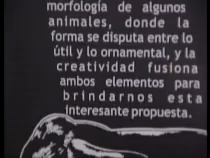 morfología de algunos
animales, donde la
forma se disputa entre lo
útil y lo ornamental, y la
creatividad fusiona
ambos elementos para
brindarnos esta
interesante propuesta.